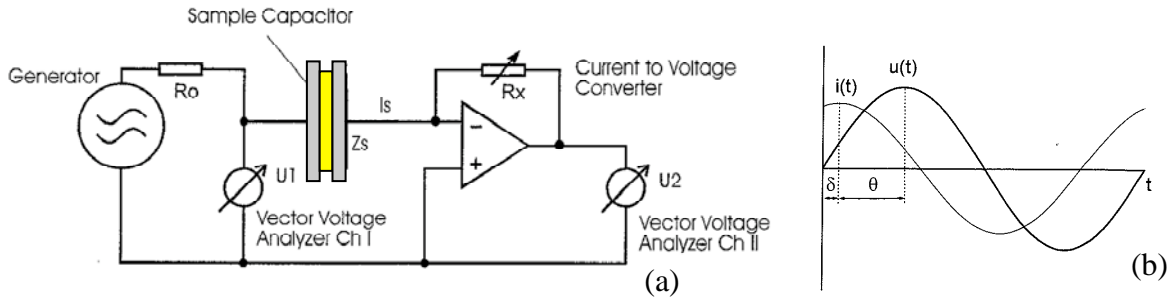 Sample Capacitor
Generator
Ro
Is
Rx
Current to Voltage
Converter
Zs
−
+
U1
U2
Vector Voltage
Analyzer Ch I
Vector Voltage
Analyzer Ch II
(a)
i(t)
u(t)
δ
θ
t
(b)